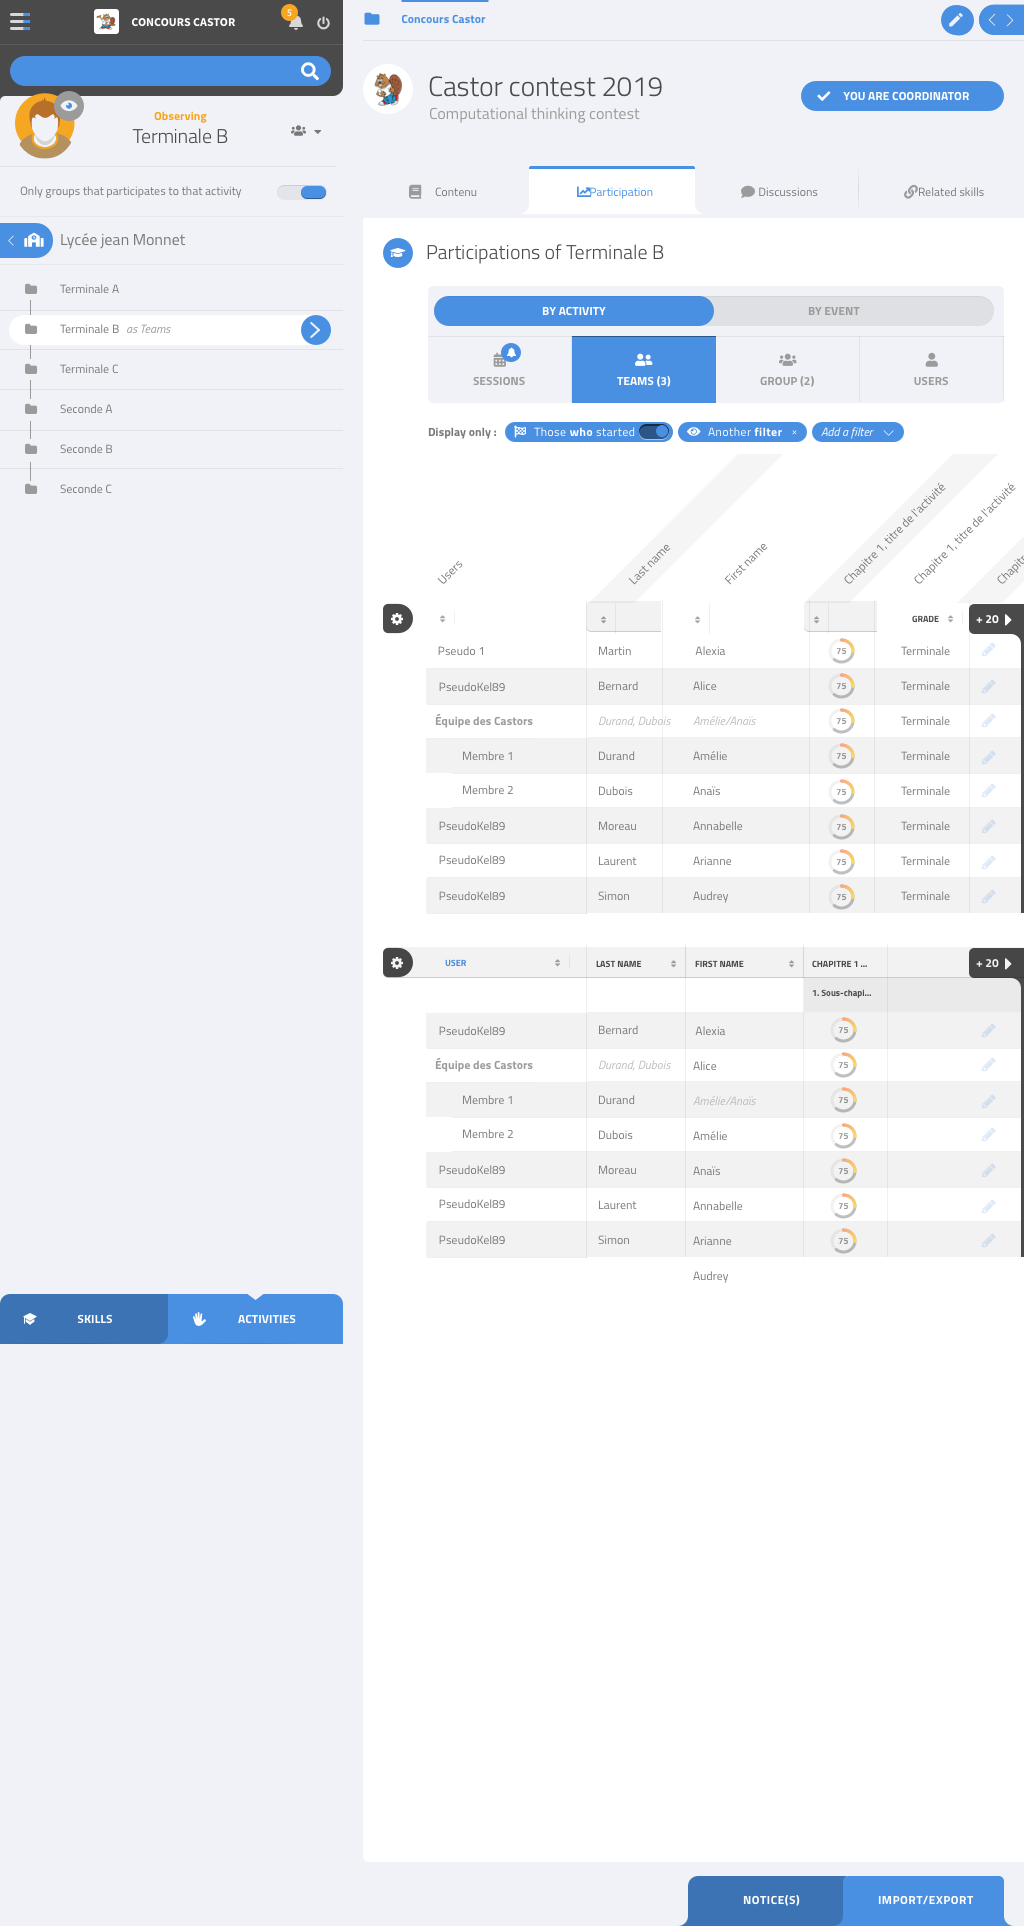 CONCOURS CASTOR
5
Observing
Terminale B
Only groups that participates to that activity
Lycée jean Monnet
Terminale A
Terminale B as Teams
Terminale C
Seconde A
Seconde B
Seconde C
SKILLS
ACTIVITIES
Concours Castor
Castor contest 2019
Computational thinking contest
YOU ARE COORDINATOR
Contenu
Participation
Discussions
Related skills
Participations of Terminale B
BY ACTIVITY
BY EVENT
SESSIONS
TEAMS (3)
GROUP (2)
USERS
Display only :
Those who started
Another filter ×
Add a filter
Users
Last name
First name
Chapitre 1, titre de l'activité
Chapitre 1, titre de l'activité
Chapitr
GRADE
+ 20
Pseudo 1 Martin Alexia 75 Terminale
PseudoKel89 Bernard Alice 75 Terminale
Équipe des Castors Durand, Dubois Amélie/Anaïs 75 Terminale
Membre 1 Durand Amélie 75 Terminale
Membre 2 Dubois Anaïs 75 Terminale
PseudoKel89 Moreau Annabelle 75 Terminale
PseudoKel89 Laurent Arianne 75 Terminale
PseudoKel89 Simon Audrey 75 Terminale
USER LAST NAME FIRST NAME CHAPITRE 1 ... + 20
1. Sous-chapi...
PseudoKel89 Bernard Alexia 75
Équipe des Castors Durand, Dubois Alice 75
Membre 1 Durand Amélie/Anaïs 75
Membre 2 Dubois Amélie 75
PseudoKel89 Moreau Anaïs 75
PseudoKel89 Laurent Annabelle 75
PseudoKel89 Simon Arianne 75
Audrey
NOTICE(S)
IMPORT/EXPORT